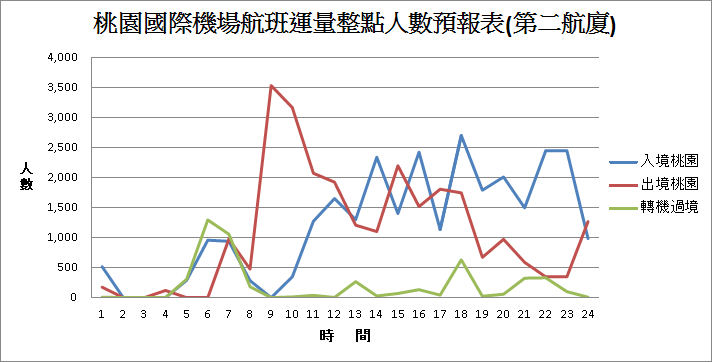 桃園國際機場航班運量整點人數預報表(第二航廈)
4,000
3,500
3,000
2,500
2,000
1,500
1,000
500
0
人數
1 2 3 4 5 6 7 8 9 10 11 12 13 14 15 16 17 18 19 20 21 22 23 24
時 間
入境桃園
出境桃園
轉機過境